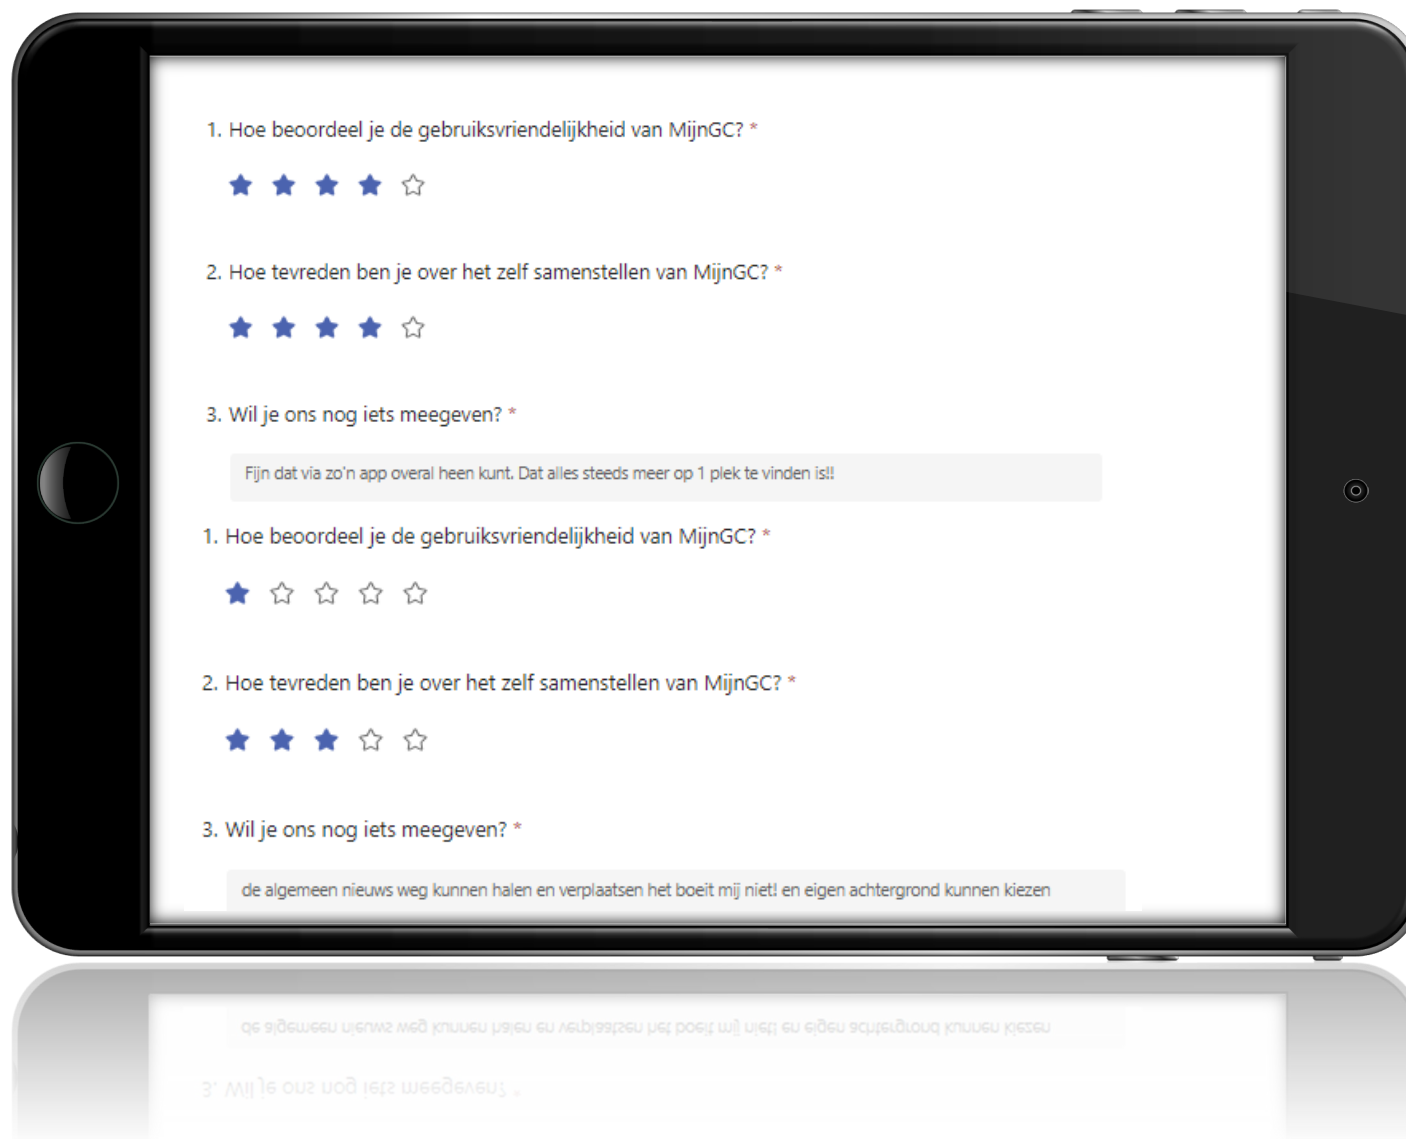 1. Hoe beoordeel je de gebruiksvriendelijkheid van MijnGC? *
2. Hoe tevreden ben je over het zelf samenstellen van MijnGC? *
3. Wil je ons nog iets meegeven? *
Fijn dat via zo'n app overal heen kunt. Dat alles steeds meer op 1 plek te vinden is!!
1. Hoe beoordeel je de gebruiksvriendelijkheid van MijnGC? *
2. Hoe tevreden ben je over het zelf samenstellen van MijnGC? *
3. Wil je ons nog iets meegeven? *
de algemeen nieuws weg kunnen halen en verplaatsen het boeit mij niet! en eigen achtergrond kunnen kiezen